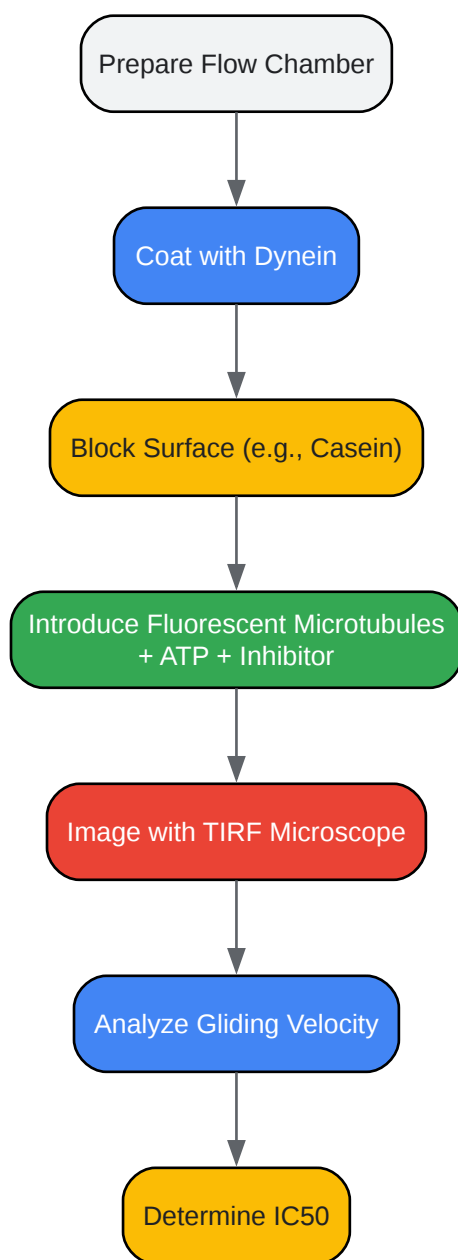 Prepare Flow Chamber
Coat with Dynein
Block Surface (e.g., Casein)
Introduce Fluorescent Microtubules
+ ATP + Inhibitor
Image with TIRF Microscope
Analyze Gliding Velocity
Determine IC50